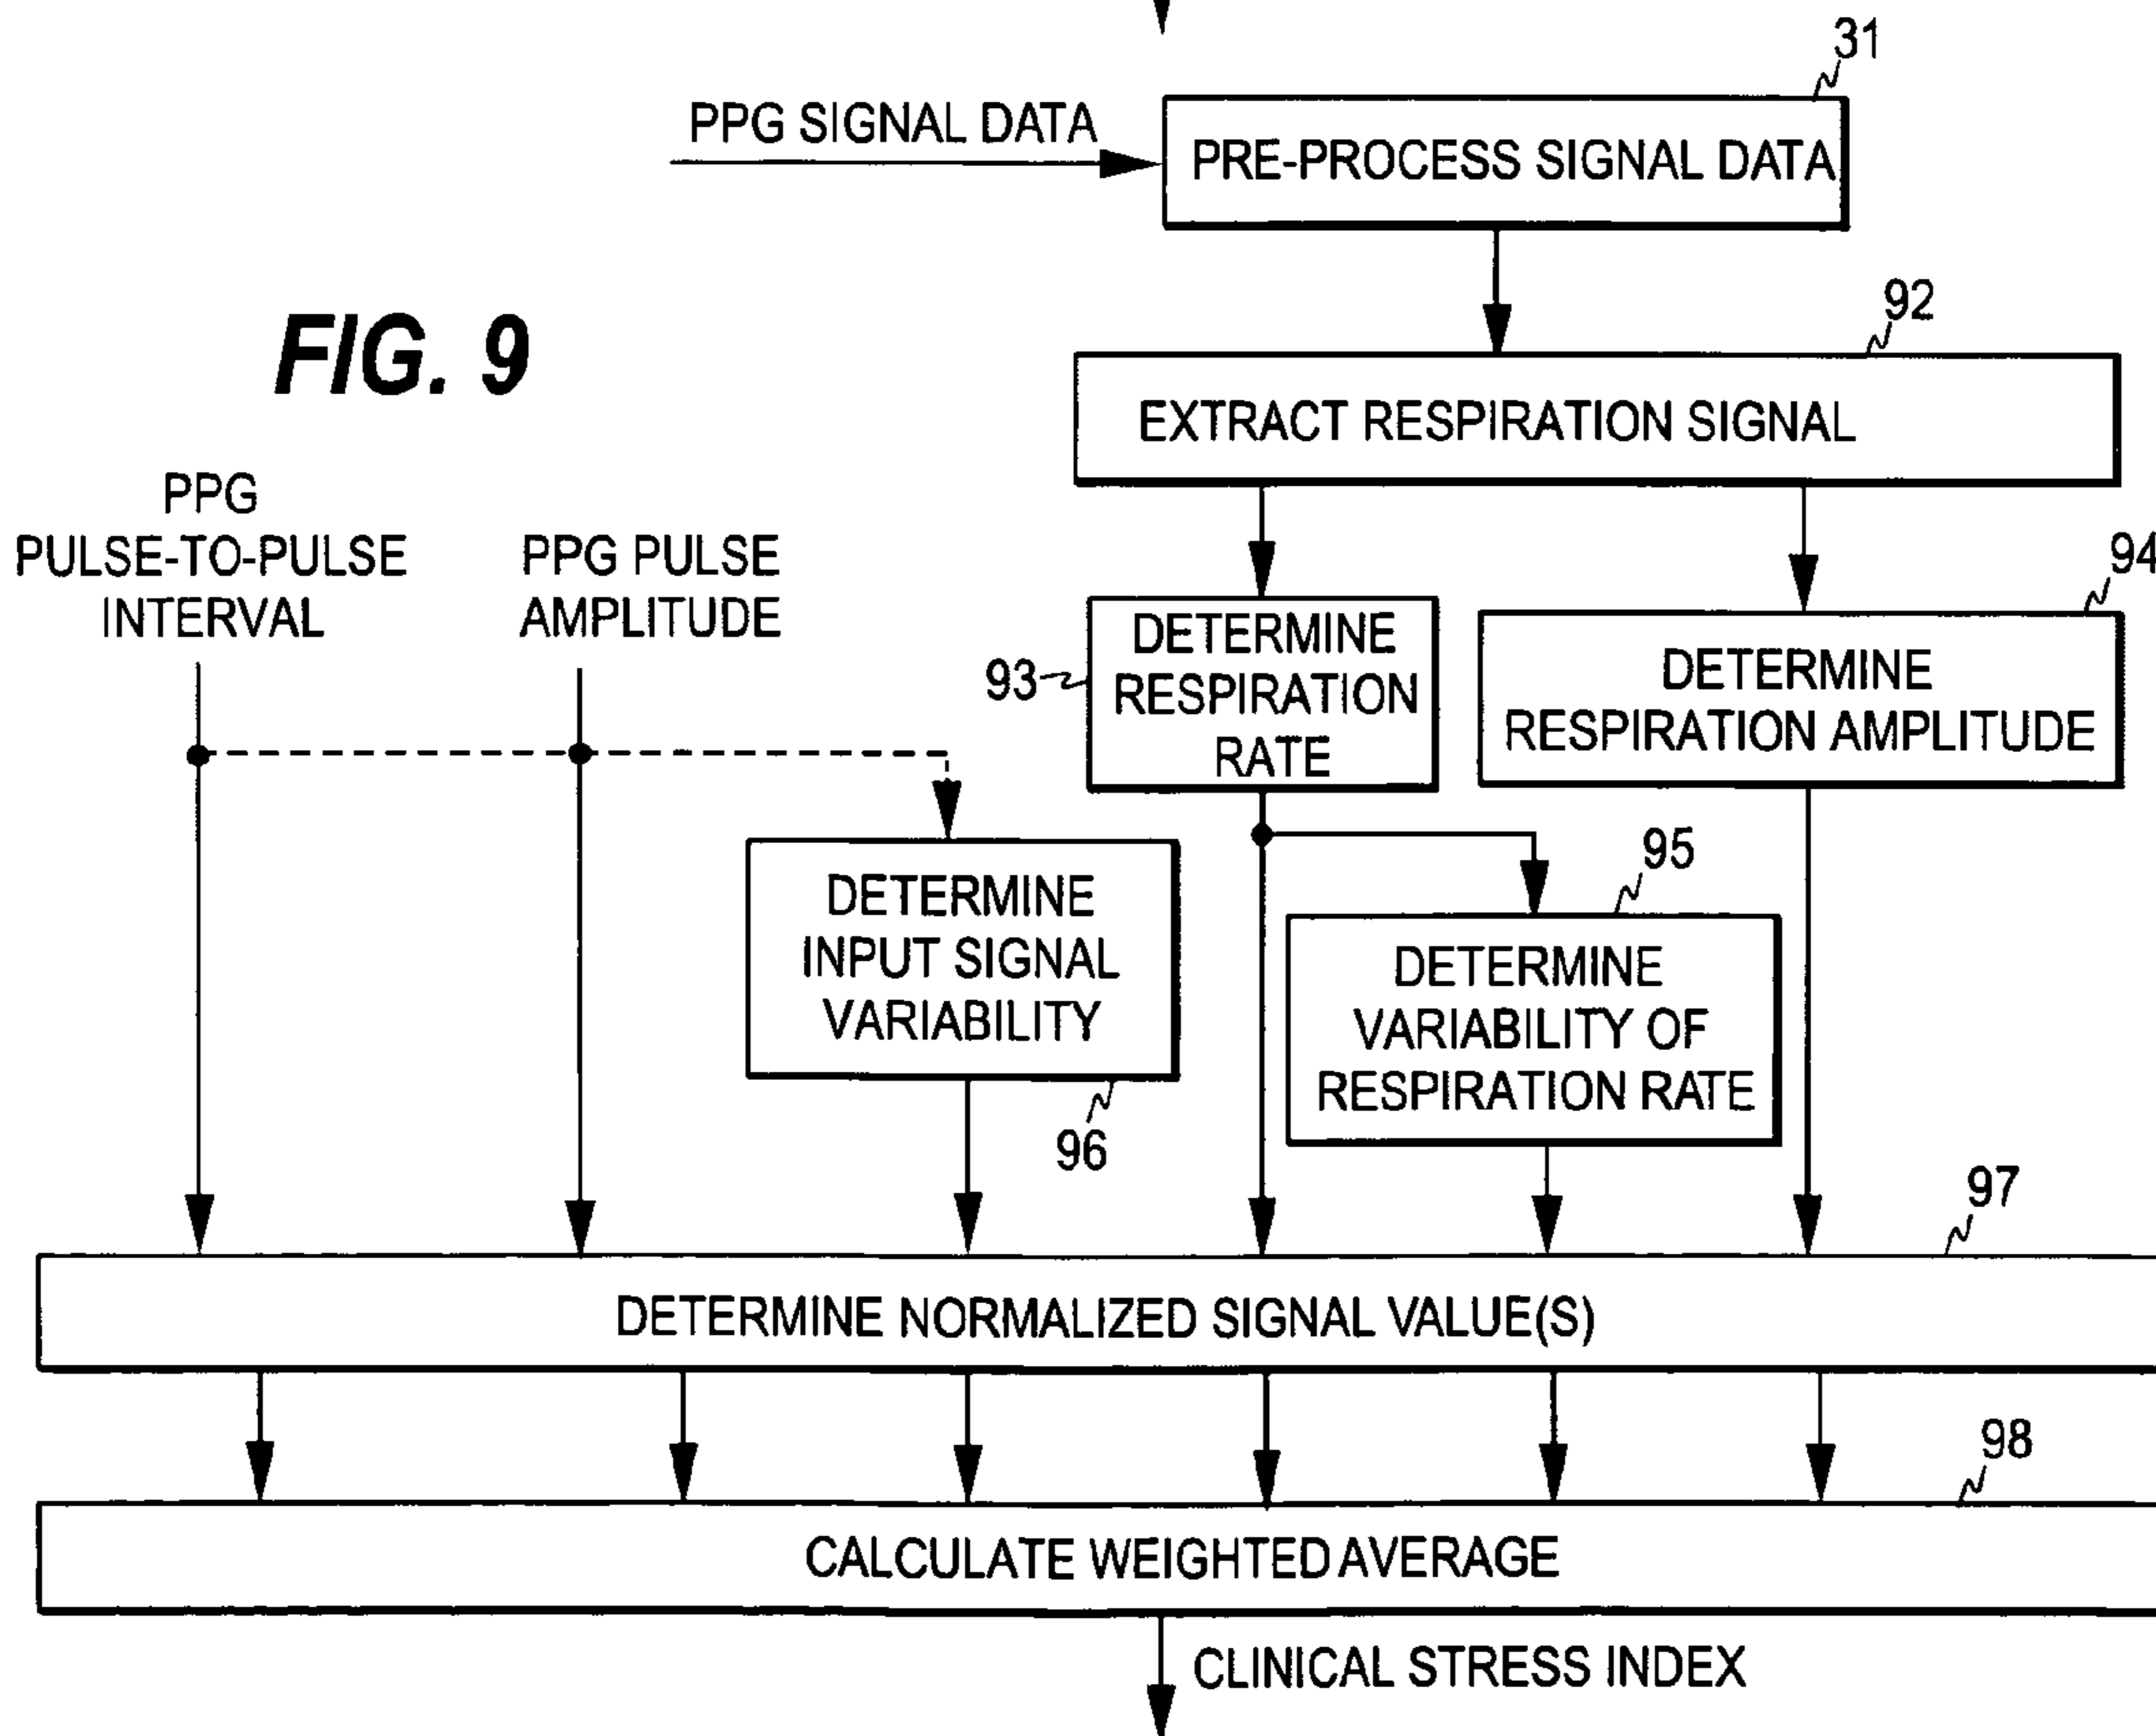 31
PPG SIGNAL DATA
PRE-PROCESS SIGNAL DATA
FIG. 9
92
EXTRACT RESPIRATION SIGNAL
PPG
PULSE-TO-PULSE
INTERVAL
PPG PULSE
AMPLITUDE
93
DETERMINE
RESPIRATION
RATE
94
DETERMINE
RESPIRATION AMPLITUDE
DETERMINE
INPUT SIGNAL
VARIABILITY
96
95
DETERMINE
VARIABILITY OF
RESPIRATION RATE
97
DETERMINE NORMALIZED SIGNAL VALUE(S)
98
CALCULATE WEIGHTED AVERAGE
CLINICAL STRESS INDEX